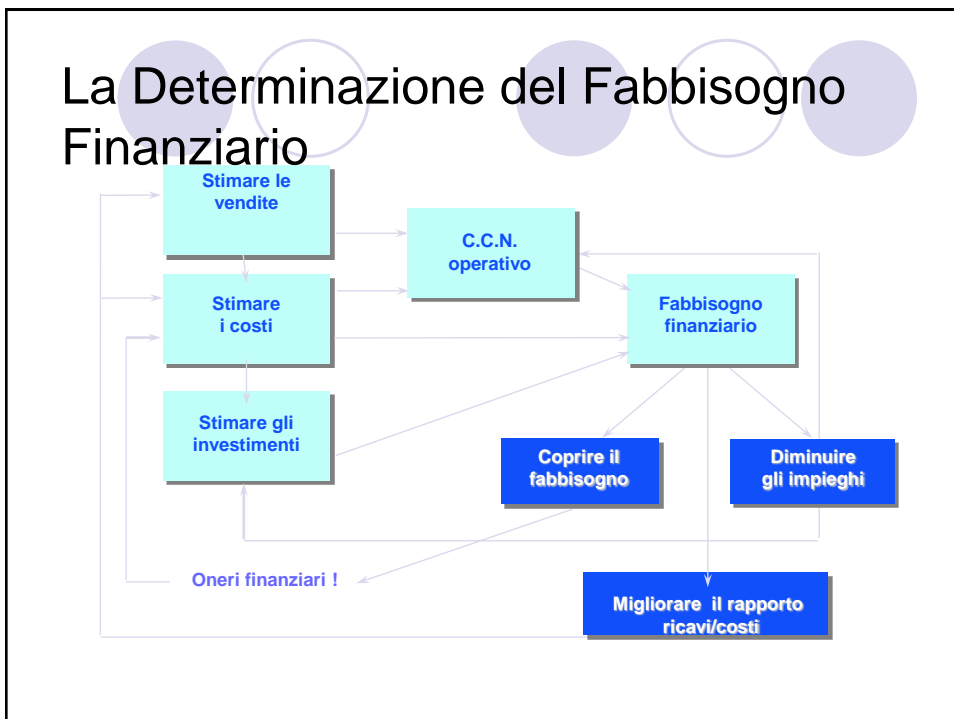 La Determinazione del Fabbisogno
Finanziario
Stimare le
vendite
C.C.N.
operativo
Stimare
i costi
Fabbisogno
finanziario
Stimare gli
investimenti
Coprire il
fabbisogno
Diminuire
gli impieghi
Oneri finanziari !
Migliorare il rapporto
ricavi/costi